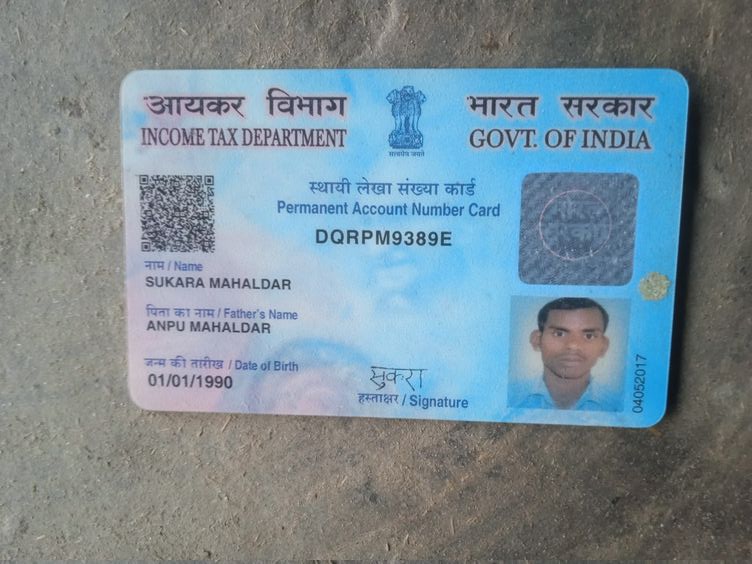 आयकर विभाग
INCOME TAX DEPARTMENT
सत्यमेव जयते
भारत सरकार
GOVT. OF INDIA
स्थायी लेखा संख्या कार्ड
Permanent Account Number Card
DQRPM9389E
नाम / Name
SUKARA MAHALDAR
पिता का नाम / Father's Name
ANPU MAHALDAR
जन्म की तारीख / Date of Birth
01/01/1990
सुकरा
हस्ताक्षर / Signature
04052017